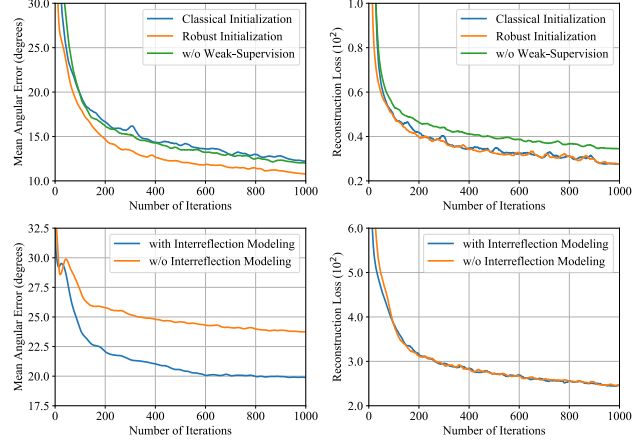 30.0
25.0
20.0
15.0
10.0
Mean Angular Error (degrees)
Classical Initialization
Robust Initialization
w/o Weak-Supervision
0 200 400 600 800 1000
Number of Iterations
1.0
0.8
0.6
0.4
0.2
Reconstruction Loss (10²)
Classical Initialization
Robust Initialization
w/o Weak-Supervision
0 200 400 600 800 1000
Number of Iterations
32.5
30.0
27.5
25.0
22.5
20.0
17.5
Mean Angular Error (degrees)
with Interreflection Modeling
w/o Interreflection Modeling
0 200 400 600 800 1000
Number of Iterations
6.0
5.0
4.0
3.0
2.0
Reconstruction Loss (10²)
with Interreflection Modeling
w/o Interreflection Modeling
0 200 400 600 800 1000
Number of Iterations